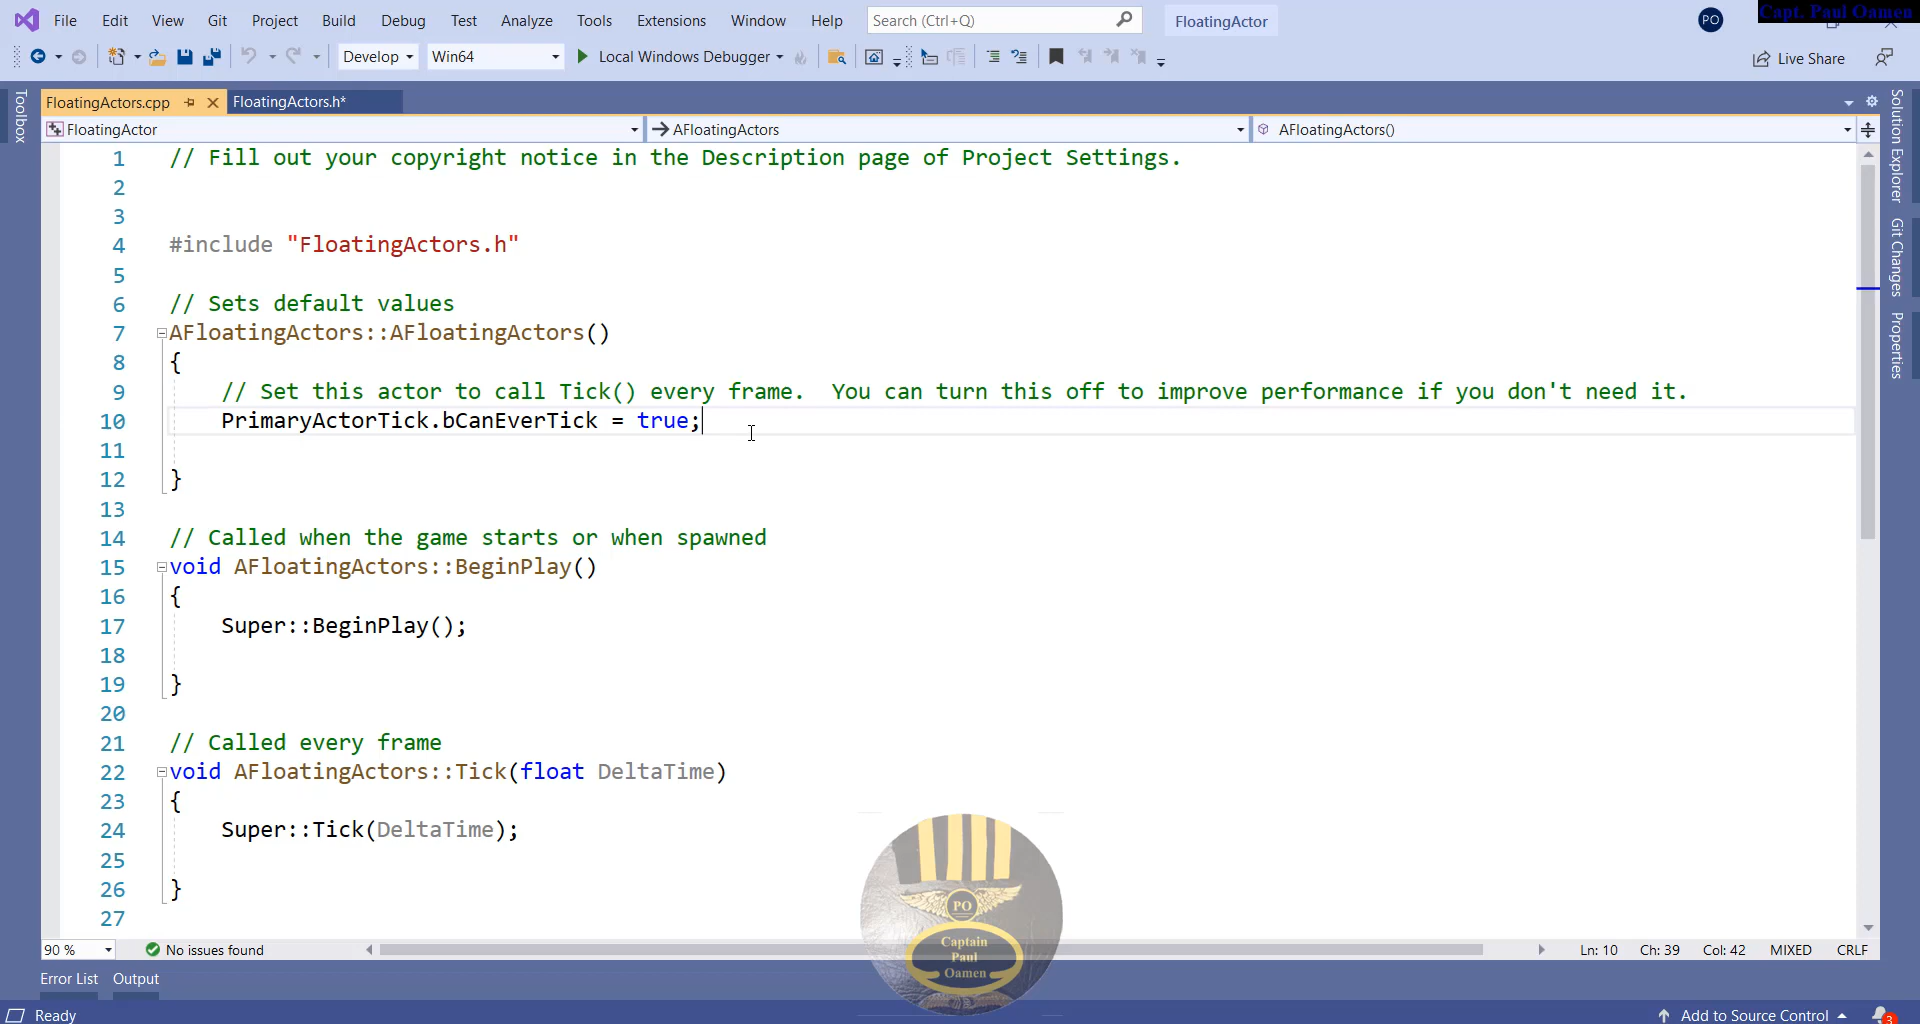 File Edit View Git Project Build Debug Test Analyze Tools Extensions Window Help Search (Ctrl+Q) FloatingActor PO Capt. Paul Oamen
Develop Win64 Local Windows Debugger Live Share
FloatingActors.cpp FloatingActors.h*
FloatingActor AFloatingActors AFloatingActors()
Toolbox
Solution Explorer
Git Changes
Properties
1 // Fill out your copyright notice in the Description page of Project Settings.
2
3
4 #include "FloatingActors.h"
5
6 // Sets default values
7 AFloatingActors::AFloatingActors()
8 {
9 // Set this actor to call Tick() every frame.  You can turn this off to improve performance if you don't need it.
10 PrimaryActorTick.bCanEverTick = true;
11
12 }
13
14 // Called when the game starts or when spawned
15 void AFloatingActors::BeginPlay()
16 {
17 Super::BeginPlay();
18
19 }
20
21 // Called every frame
22 void AFloatingActors::Tick(float DeltaTime)
23 {
24 Super::Tick(DeltaTime);
25
26 }
27
PO
Captain
Paul
Oamen
90 % No issues found Ln: 10 Ch: 39 Col: 42 MIXED CRLF
Error List Output
Ready Add to Source Control 3